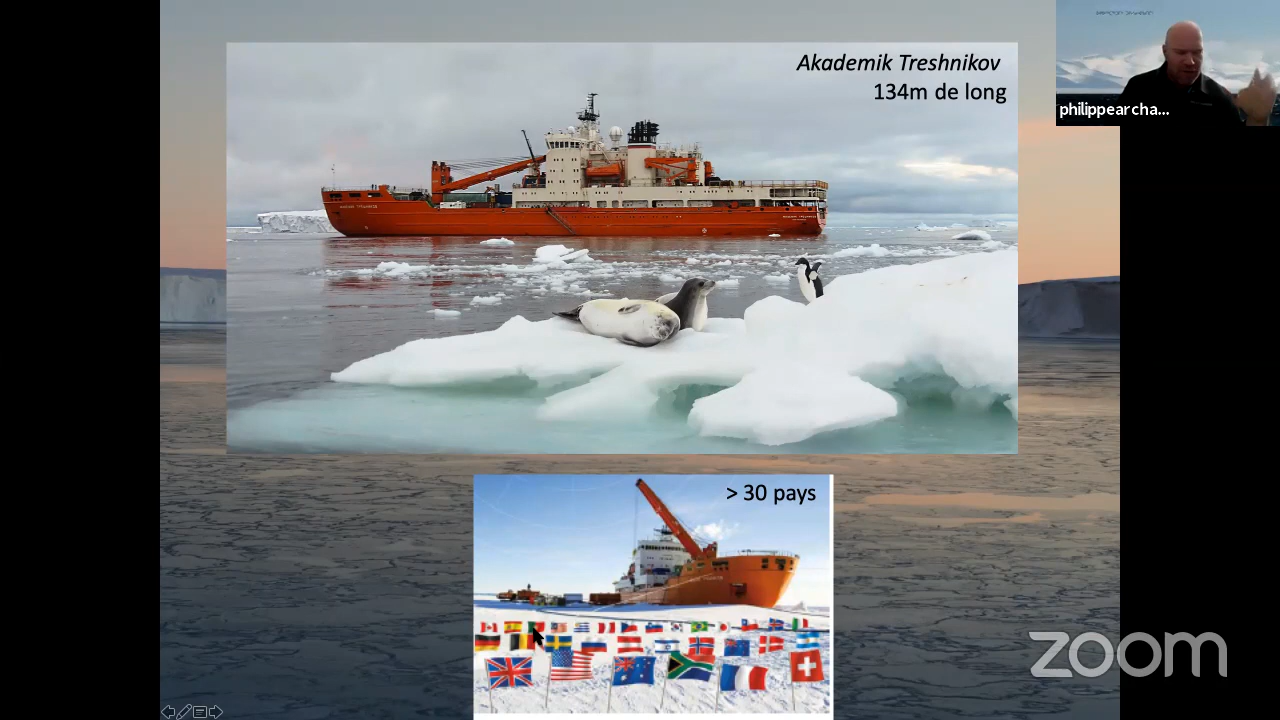 Akademik Treshnikov
134m de long
philippearcha...
> 30 pays
zoom